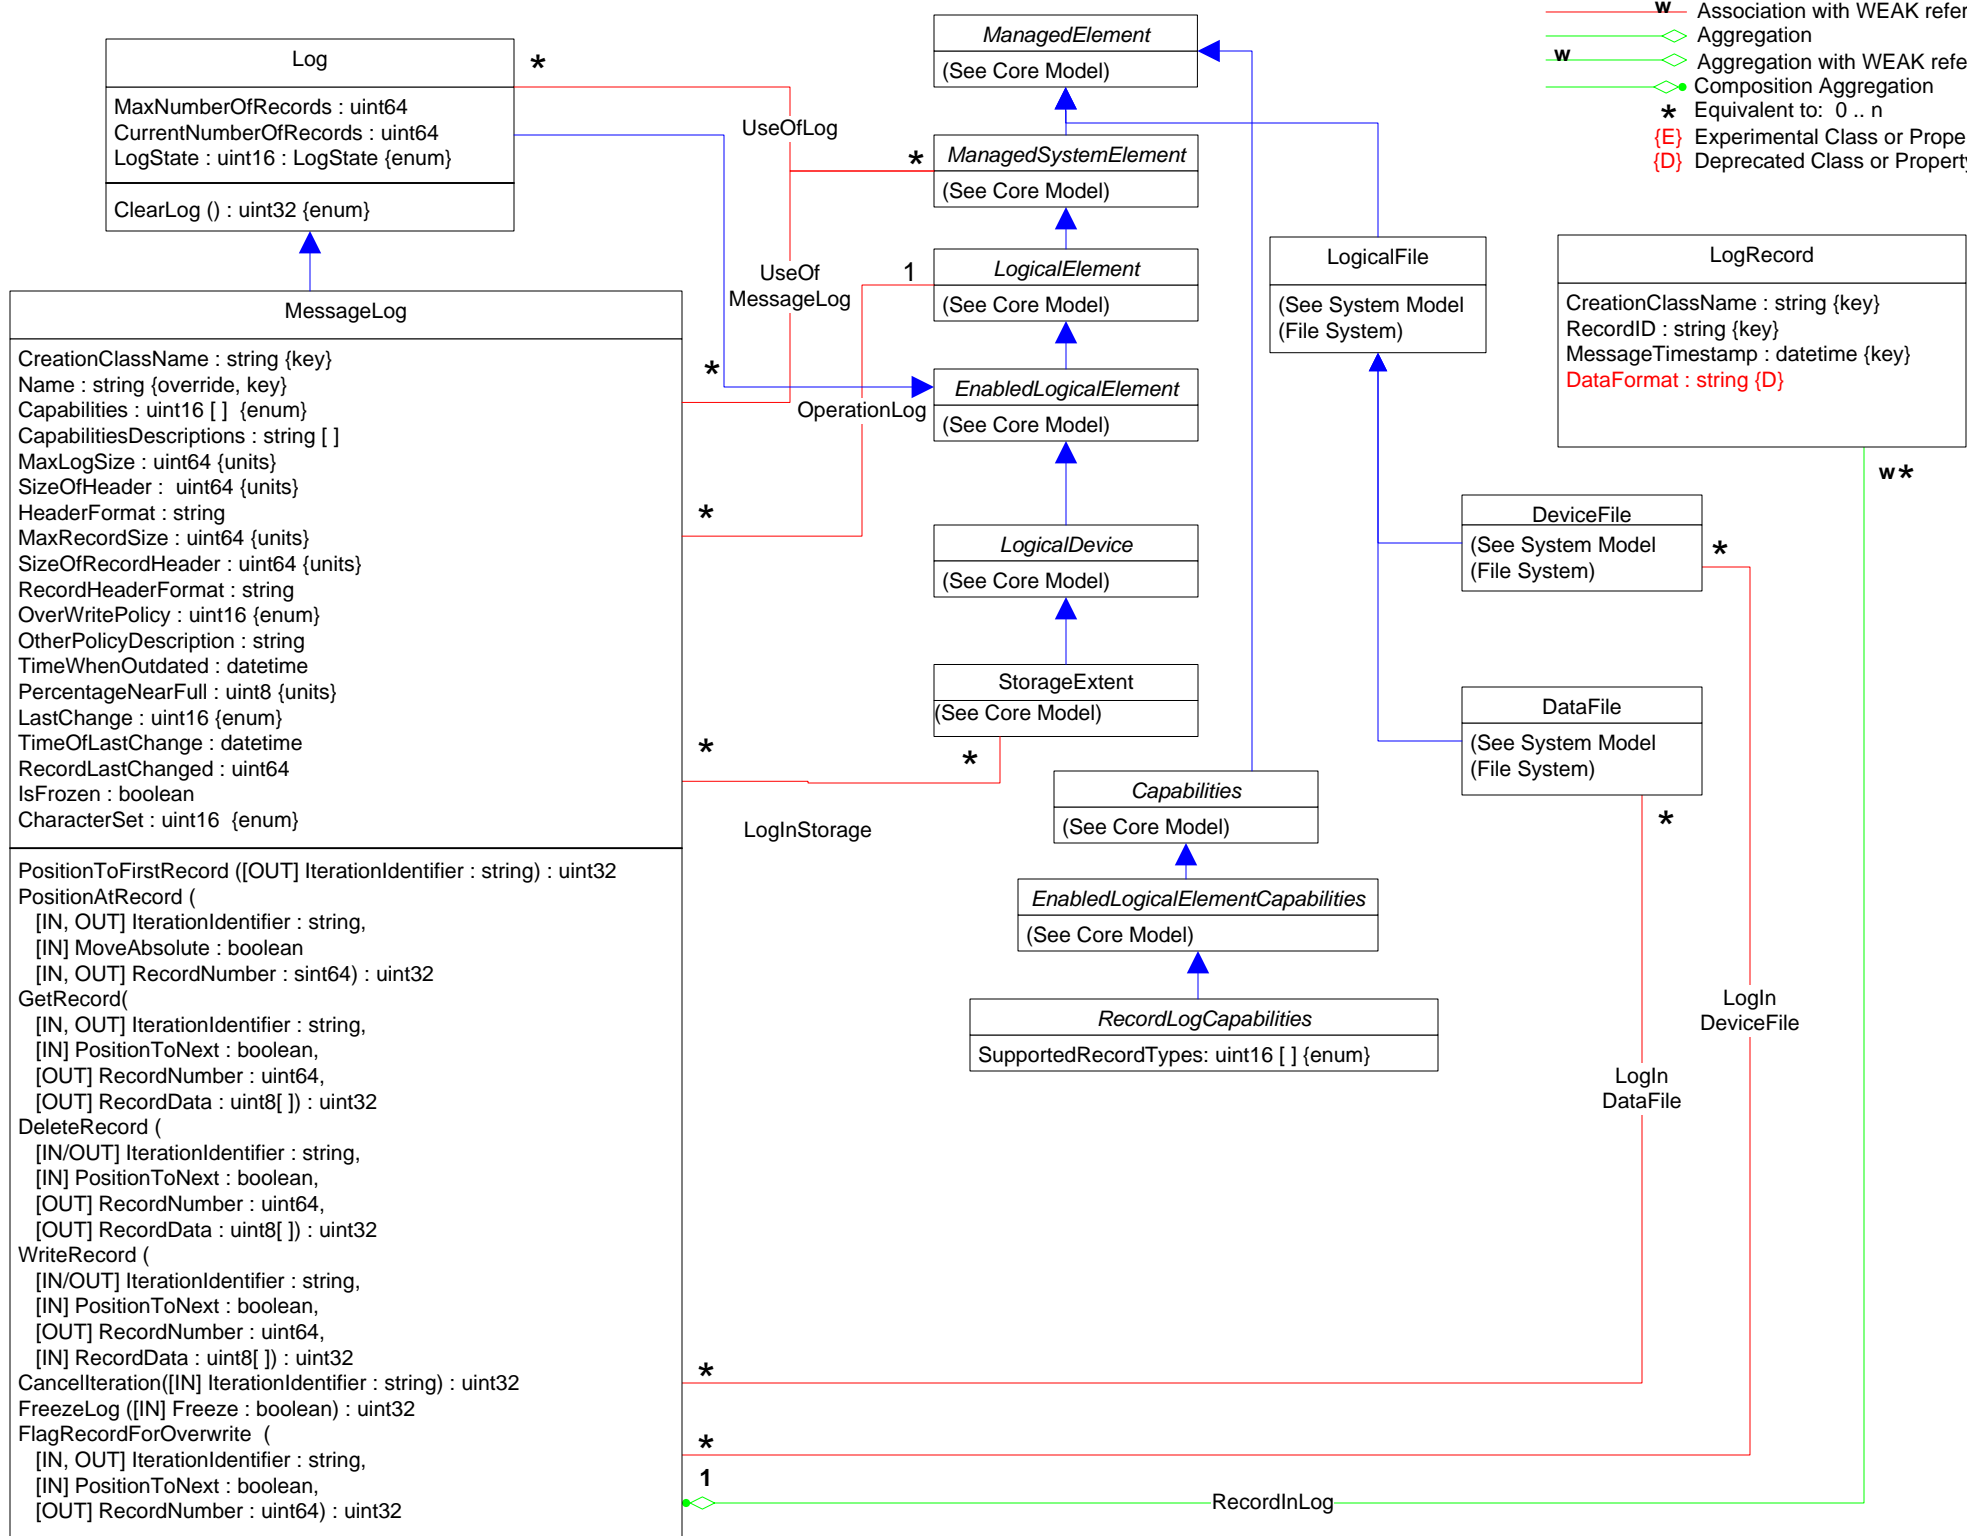 w Association with WEAK refer
Aggregation
w Aggregation with WEAK refe
Composition Aggregation
* Equivalent to: 0 .. n
{E} Experimental Class or Prope
{D} Deprecated Class or Property
Log
MaxNumberOfRecords : uint64
CurrentNumberOfRecords : uint64
LogState : uint16 : LogState {enum}
ClearLog () : uint32 {enum}
*
UseOfLog
ManagedElement
(See Core Model)
*
ManagedSystemElement
(See Core Model)
UseOf
MessageLog
1
LogicalElement
(See Core Model)
LogicalFile
(See System Model
(File System)
LogRecord
CreationClassName : string {key}
RecordID : string {key}
MessageTimestamp : datetime {key}
DataFormat : string {D}
w *
MessageLog
CreationClassName : string {key}
Name : string {override, key}
Capabilities : uint16 [ ] {enum}
CapabilitiesDescriptions : string [ ]
MaxLogSize : uint64 {units}
SizeOfHeader : uint64 {units}
HeaderFormat : string
MaxRecordSize : uint64 {units}
SizeOfRecordHeader : uint64 {units}
RecordHeaderFormat : string
OverWritePolicy : uint16 {enum}
OtherPolicyDescription : string
TimeWhenOutdated : datetime
PercentageNearFull : uint8 {units}
LastChange : uint16 {enum}
TimeOfLastChange : datetime
RecordLastChanged : uint64
IsFrozen : boolean
CharacterSet : uint16 {enum}
PositionToFirstRecord ([OUT] IterationIdentifier : string) : uint32
PositionAtRecord (
[IN, OUT] IterationIdentifier : string,
[IN] MoveAbsolute : boolean
[IN, OUT] RecordNumber : sint64) : uint32
GetRecord(
[IN, OUT] IterationIdentifier : string,
[IN] PositionToNext : boolean,
[OUT] RecordNumber : uint64,
[OUT] RecordData : uint8[ ]) : uint32
DeleteRecord (
[IN/OUT] IterationIdentifier : string,
[IN] PositionToNext : boolean,
[OUT] RecordNumber : uint64,
[OUT] RecordData : uint8[ ]) : uint32
WriteRecord (
[IN/OUT] IterationIdentifier : string,
[IN] PositionToNext : boolean,
[OUT] RecordNumber : uint64,
[IN] RecordData : uint8[ ]) : uint32
CancelIteration([IN] IterationIdentifier : string) : uint32
FreezeLog ([IN] Freeze : boolean) : uint32
FlagRecordForOverwrite (
[IN, OUT] IterationIdentifier : string,
[IN] PositionToNext : boolean,
[OUT] RecordNumber : uint64) : uint32
*
OperationLog
EnabledLogicalElement
(See Core Model)
*
LogicalDevice
(See Core Model)
StorageExtent
(See Core Model)
*
*
LogInStorage
DeviceFile
(See System Model
(File System)
*
DataFile
(See System Model
(File System)
*
Capabilities
(See Core Model)
EnabledLogicalElementCapabilities
(See Core Model)
RecordLogCapabilities
SupportedRecordTypes: uint16 [ ] {enum}
LogIn
DeviceFile
LogIn
DataFile
*
*
1
RecordInLog